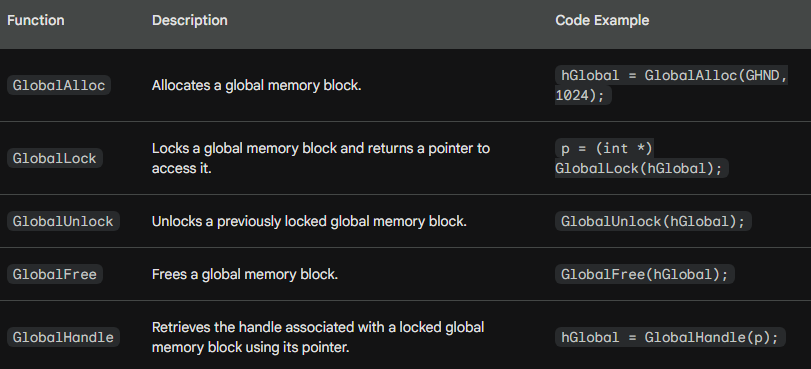 Function Description Code Example
GlobalAlloc Allocates a global memory block. hGlobal = GlobalAlloc(GHND,
1024);
GlobalLock Locks a global memory block and returns a pointer to
access it. p = (int *)
GlobalLock(hGlobal);
GlobalUnlock Unlocks a previously locked global memory block. GlobalUnlock(hGlobal);
GlobalFree Frees a global memory block. GlobalFree(hGlobal);
GlobalHandle Retrieves the handle associated with a locked global
memory block using its pointer. hGlobal = GlobalHandle(p);